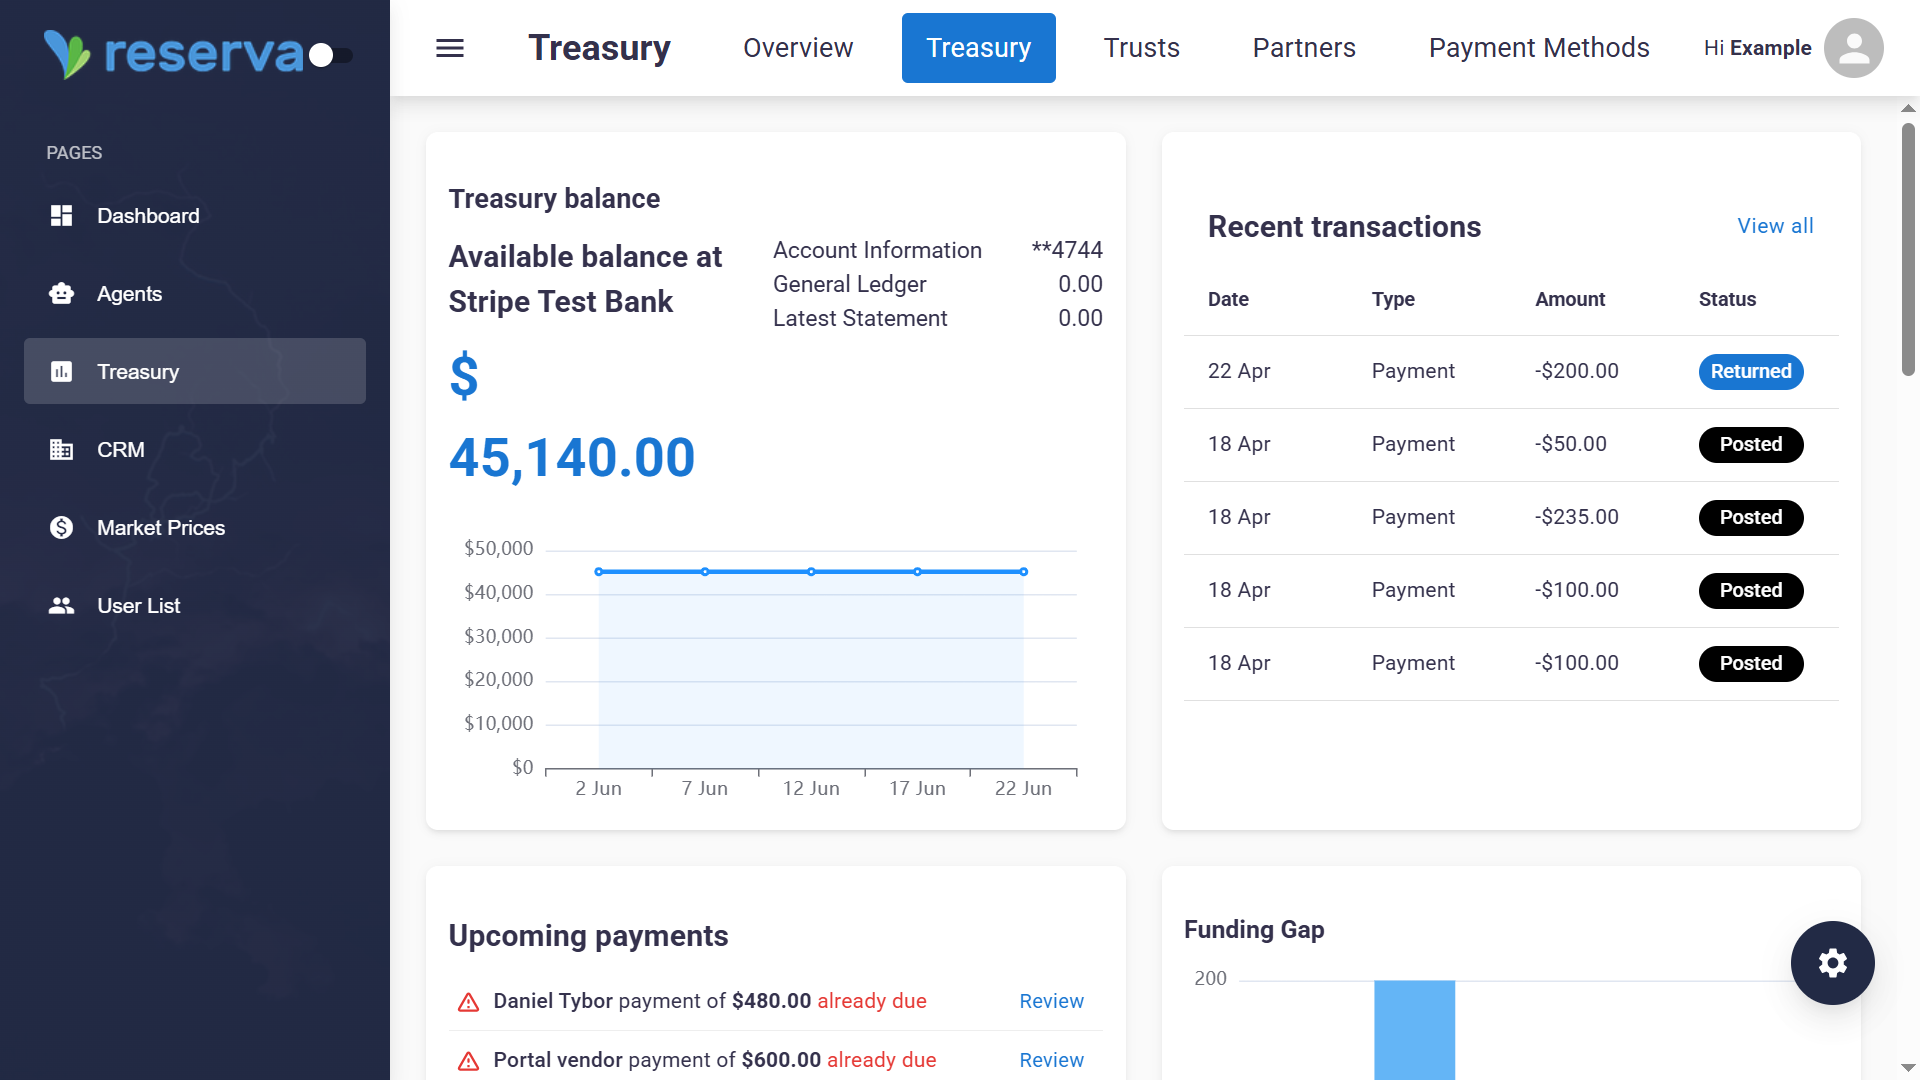 reserva
PAGES
Dashboard
Agents
Treasury
CRM
Market Prices
User List
Treasury
Overview
Treasury
Trusts
Partners
Payment Methods
Hi Example
Treasury balance
Available balance at
Stripe Test Bank
$
45,140.00
Account Information **4744
General Ledger 0.00
Latest Statement 0.00
$50,000
$40,000
$30,000
$20,000
$10,000
$0
2 Jun 7 Jun 12 Jun 17 Jun 22 Jun
Recent transactions
View all
Date Type Amount Status
22 Apr Payment -$200.00 Returned
18 Apr Payment -$50.00 Posted
18 Apr Payment -$235.00 Posted
18 Apr Payment -$100.00 Posted
18 Apr Payment -$100.00 Posted
Upcoming payments
Daniel Tybor payment of $480.00 already due Review
Portal vendor payment of $600.00 already due Review
Funding Gap
200